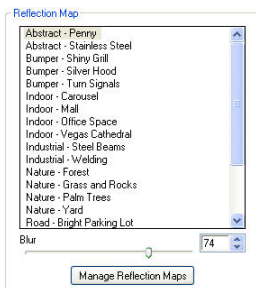 Reflection Map
Abstract - Penny
Abstract - Stainless Steel
Bumper - Shiny Grill
Bumper - Silver Hood
Bumper - Turn Signals
Indoor - Carousel
Indoor - Mall
Indoor - Office Space
Indoor - Vegas Cathedral
Industrial - Steel Beams
Industrial - Welding
Nature - Forest
Nature - Grass and Rocks
Nature - Palm Trees
Nature - Yard
Road - Bright Parking Lot
Blur
74
Manage Reflection Maps